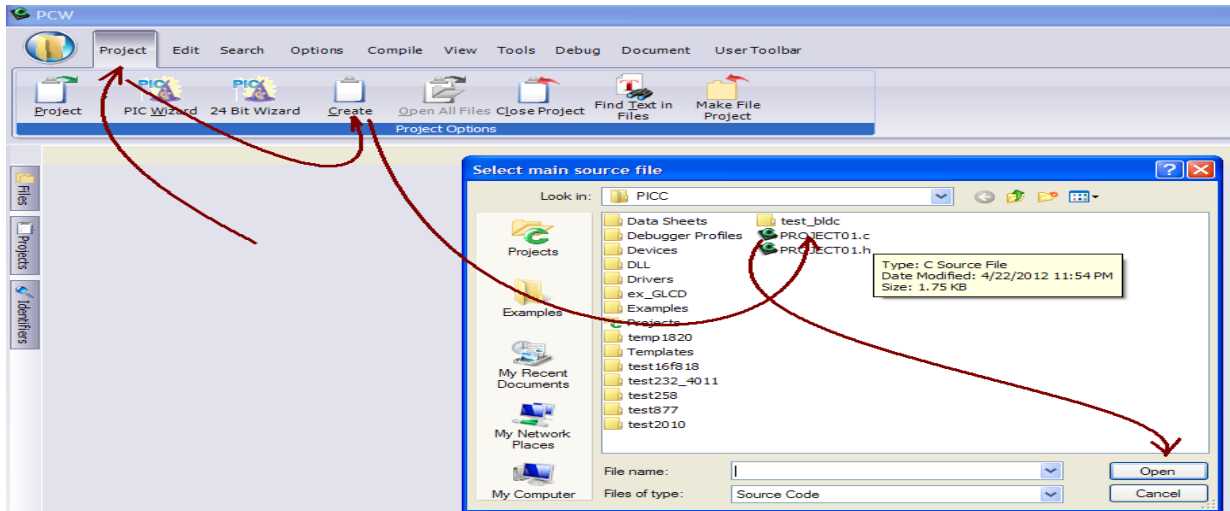 PCW
Project Edit Search Options Compile View Tools Debug Document User Toolbar
Project PIC Wizard 24 Bit Wizard Create Open All Files Close Project Find Text in Files Make File Project
Project Options
Files
Projects
Identifiers
Select main source file
Look in: PICC
Projects
Examples
My Recent Documents
My Network Places
My Computer
Data Sheets
Debugger Profiles
Devices
DLL
Drivers
ex_GLCD
Examples
Projects
temp1820
Templates
test16f818
test232_4011
test258
test877
test2010
test_bldc
PROJECT01.c
PROJECT01.h
Type: C Source File
Date Modified: 4/22/2012 11:54 PM
Size: 1.75 KB
File name: Open
Files of type: Source Code Cancel